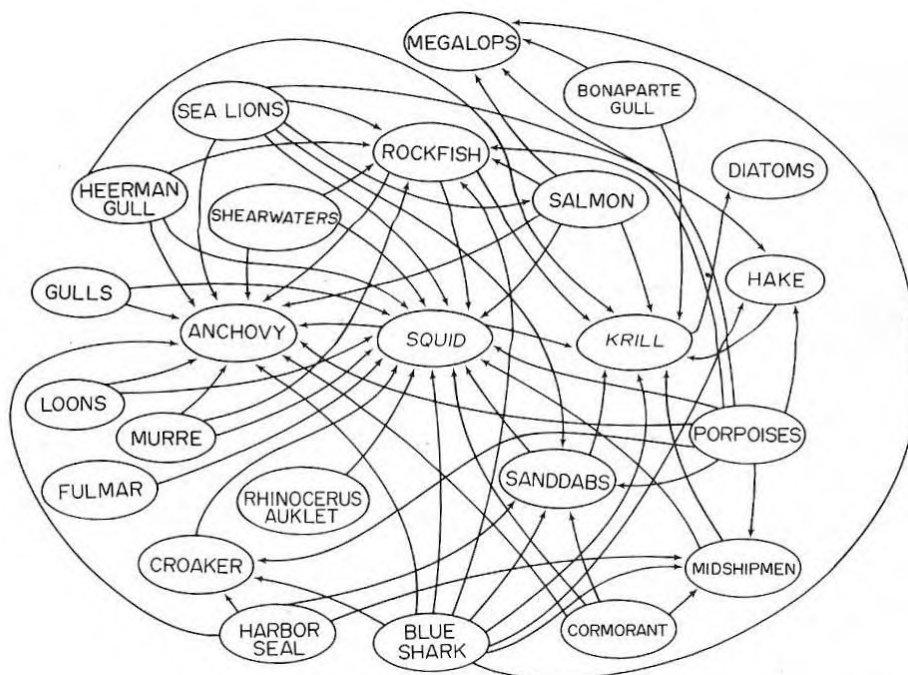 MEGALOPS
BONAPARTE
GULL
SEA LIONS
ROCKFISH
DIATOMS
HEERMAN
GULL
SHEARWATERS
SALMON
HAKE
GULLS
ANCHOVY
SQUID
KRILL
LOONS
MURRE
PORPOISES
FULMAR
RHINOCERUS
AUKLET
SANDDABS
CROAKER
MIDSHIPMEN
HARBOR
SEAL
BLUE
SHARK
CORMORANT